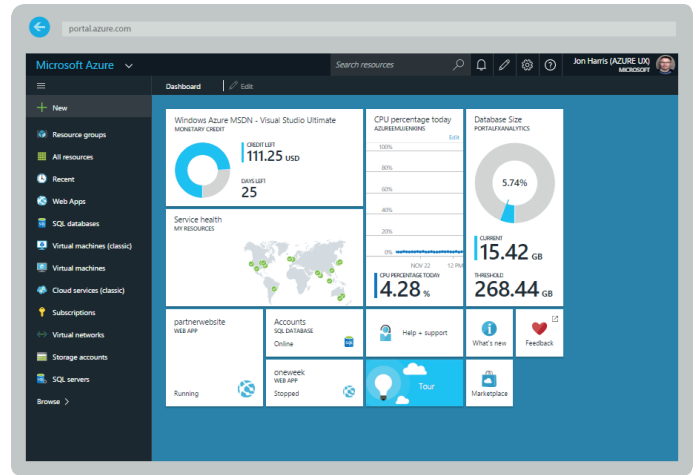 portal.azure.com
Microsoft Azure
Search resources
Jon Harris (AZURE UX)
MICROSOFT
Dashboard
Edit
New
Resource groups
All resources
Recent
Web Apps
SQL databases
Virtual machines (classic)
Virtual machines
Cloud services (classic)
Subscriptions
Virtual networks
Storage accounts
SQL servers
Browse >
Windows Azure MSDN - Visual Studio Ultimate
MONETARY CREDIT
CREDIT LEFT
111.25 USD
DAYS LEFT
25
Service health
MY RESOURCES
CPU percentage today
AZUREEMUJENKINS
Edit
100%
80%
60%
40%
20%
0%
NOV 22 12 PM
CPU PERCENTAGE TODAY
4.28 %
Database Size
PORTALFXANALYTICS
5.74%
CURRENT
15.42 GB
THRESHOLD
268.44 GB
partnerwebsite
WEB APP
Running
Accounts
SQL DATABASE
Online
SQL
oneweek
WEB APP
Stopped
Help + support
Tour
What's new
Feedback
Marketplace